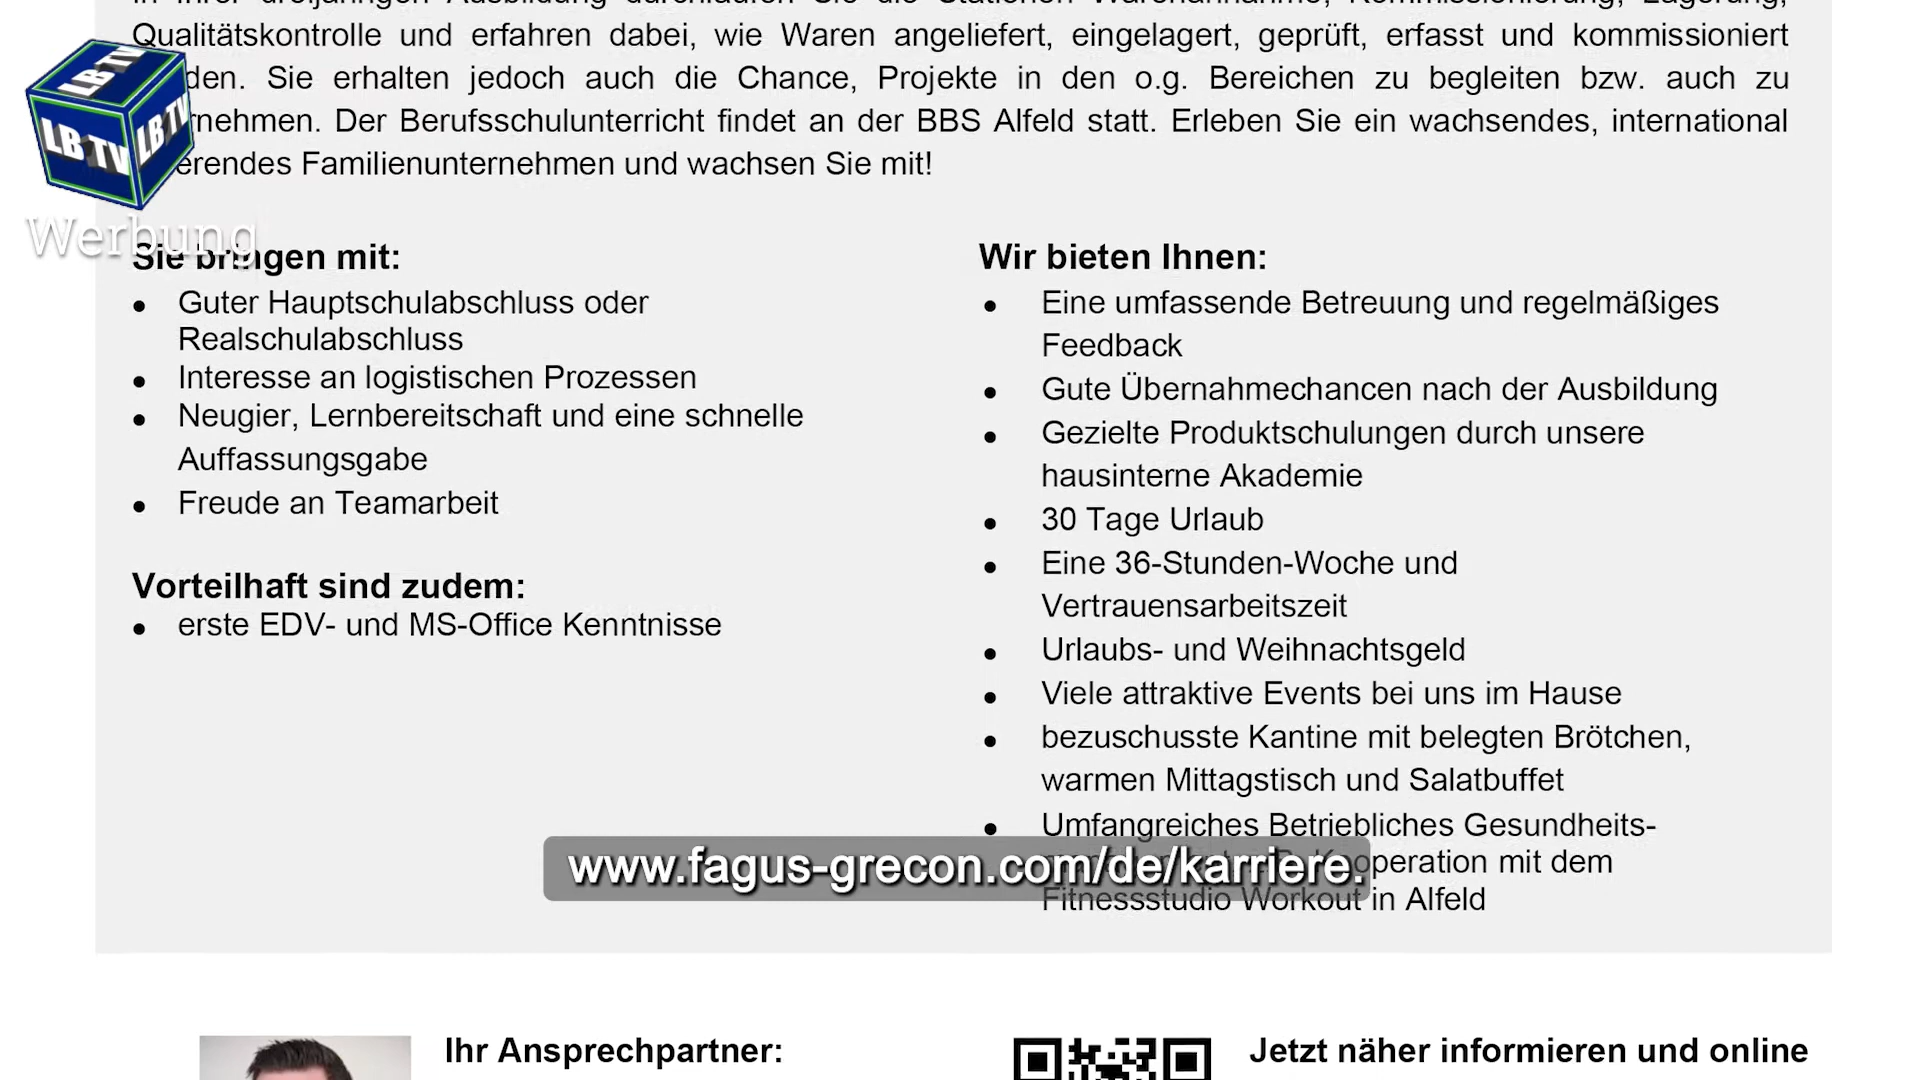 Qualitätskontrolle und erfahren dabei, wie Waren angeliefert, eingelagert, geprüft, erfasst und kommissioniert
Sie erhalten jedoch auch die Chance, Projekte in den o.g. Bereichen zu begleiten bzw. auch zu
Der Berufsschulunterricht findet an der BBS Alfeld statt. Erleben Sie ein wachsendes, international
Familienunternehmen und wachsen Sie mit!
LB TV
LB TV
LB TV
Werbung
Sie bringen mit:
Guter Hauptschulabschluss oder
Realschulabschluss
Interesse an logistischen Prozessen
Neugier, Lernbereitschaft und eine schnelle
Auffassungsgabe
Freude an Teamarbeit
Vorteilhaft sind zudem:
erste EDV- und MS-Office Kenntnisse
Wir bieten Ihnen:
Eine umfassende Betreuung und regelmäßiges
Feedback
Gute Übernahmechancen nach der Ausbildung
Gezielte Produktschulungen durch unsere
hausinterne Akademie
30 Tage Urlaub
Eine 36-Stunden-Woche und
Vertrauensarbeitszeit
Urlaubs- und Weihnachtsgeld
Viele attraktive Events bei uns im Hause
bezuschusste Kantine mit belegten Brötchen,
warmen Mittagstisch und Salatbuffet
Umfangreiches Betriebliches Gesundheits-
mit dem
Fitnessstudio Workout in Alfeld
www.fagus-grecon.com/de/karriere.
Ihr Ansprechpartner:
Jetzt näher informieren und online